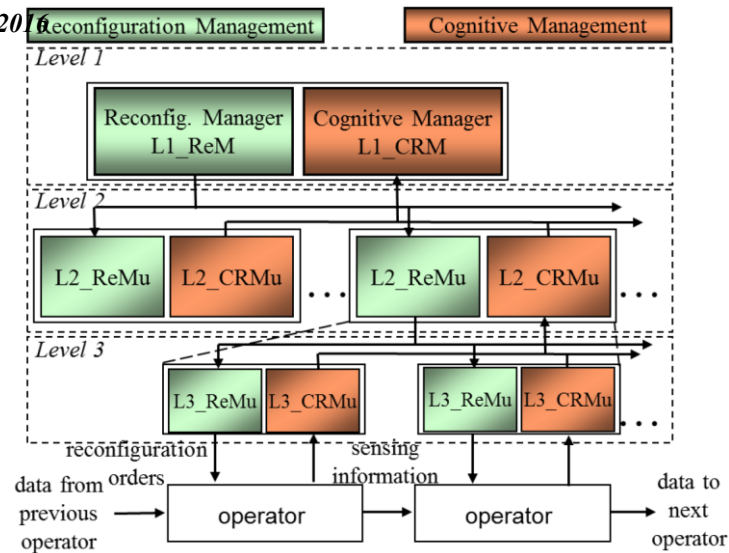 2016
Reconfiguration Management
Cognitive Management
Level 1
Reconfig. Manager
L1_ReM
Cognitive Manager
L1_CRM
Level 2
L2_ReMu
L2_CRMu
...
L2_ReMu
L2_CRMu
...
Level 3
L3_ReMu
L3_CRMu
L3_ReMu
L3_CRMu
...
reconfiguration
orders
sensing
information
data from
previous
operator
operator
operator
data to
next
operator